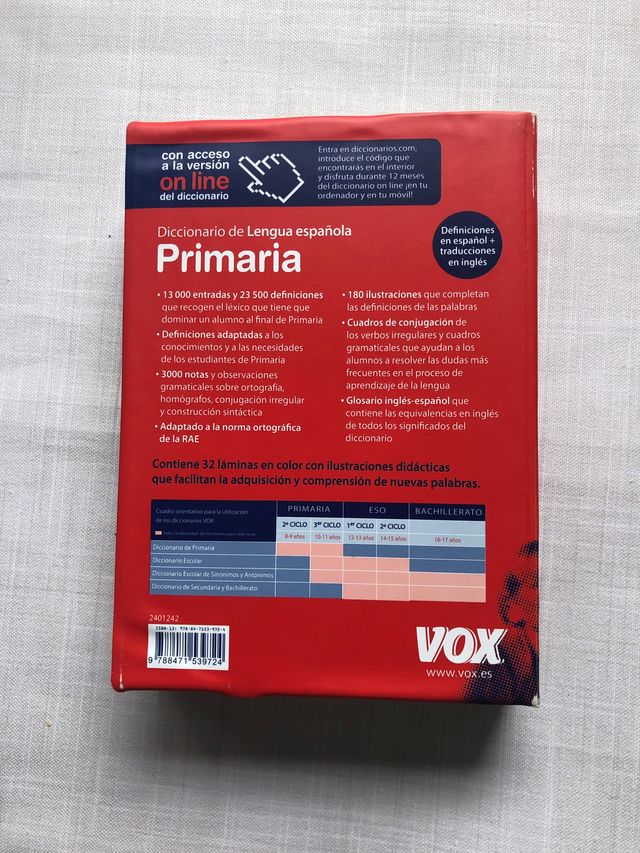 con acceso
a la versión
on line
del diccionario
Entra en diccionarios.com,
introduce el código que
encontrarás en el interior
y disfruta durante 12 meses
del diccionario on line ¡en tu
ordenador y en tu móvil!
Diccionario de Lengua española
Primaria
Definiciones
en español +
traducciones
en inglés
• 13 000 entradas y 23 500 definiciones
que recogen el léxico que tiene que
dominar un alumno al final de Primaria
• Definiciones adaptadas a los
conocimientos y a las necesidades
de los estudiantes de Primaria
• 3000 notas y observaciones
gramaticales sobre ortografía,
homógrafos, conjugación irregular
y construcción sintáctica
• Adaptado a la norma ortográfica
de la RAE
• 180 ilustraciones que completan
las definiciones de las palabras
• Cuadros de conjugación de
los verbos irregulares y cuadros
gramaticales que ayudan a los
alumnos a resolver las dudas más
frecuentes en el proceso de
aprendizaje de la lengua
• Glosario inglés-español que
contiene las equivalencias en inglés
de todos los significados del
diccionario
Contiene 32 láminas en color con ilustraciones didácticas
que facilitan la adquisición y comprensión de nuevas palabras.
Cuadro orientativo para la utilización
de los diccionarios VOX
PRIMARIA ESO BACHILLERATO
2º CICLO 3er CICLO 1er CICLO 2º CICLO
8-9 años 10-11 años 12-13 años 14-15 años 16-17 años
Diccionario de Primaria
Diccionario Escolar
Diccionario Escolar de Sinónimos y Antónimos
Diccionario de Secundaria y Bachillerato
2401242
ISBN-13: 978-84-7153-972-4
9 788471 539724
VOX
www.vox.es